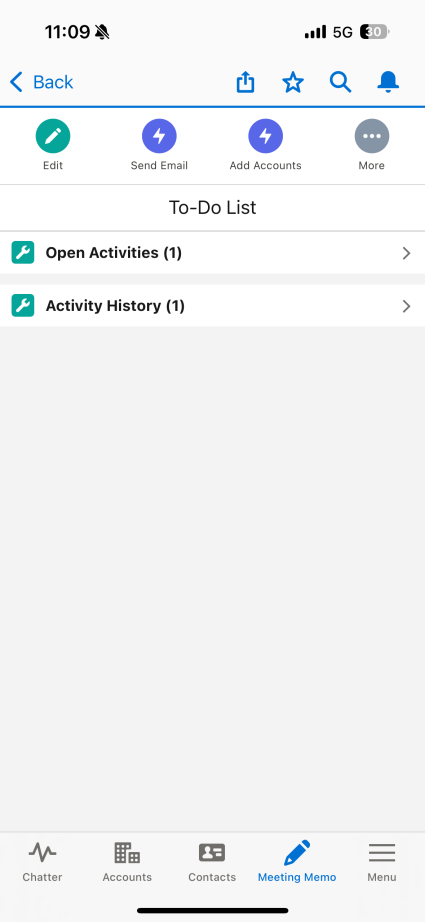 11:09
5G 30
Back
Edit
Send Email
Add Accounts
More
To-Do List
Open Activities (1)
Activity History (1)
Chatter
Accounts
Contacts
Meeting Memo
Menu